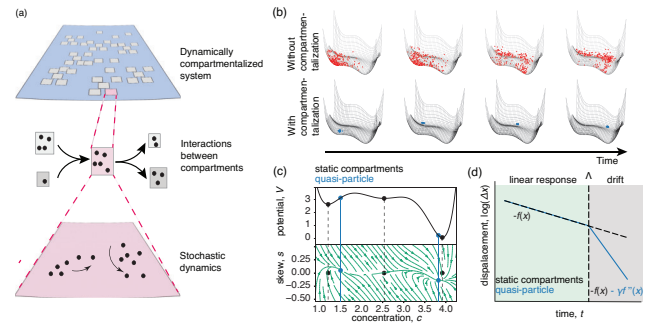 (a)
Dynamically
compartmentalized
system
Interactions
between
compartments
Stochastic
dynamics
(b)
Without
compartmen-
talization
With
compartmen-
talization
Time
(c)
static compartments
quasi-particle
potential, V
3
2
1
0
skew, s
0.25
0.00
−0.25
−0.50
1.0 1.5 2.0 2.5 3.0 3.5 4.0
concentration, c
(d)
linear response Λ drift
displacement, log(Δx)
-f(x)
static compartments
quasi-particle
-f(x) - γf''(x)
time, t